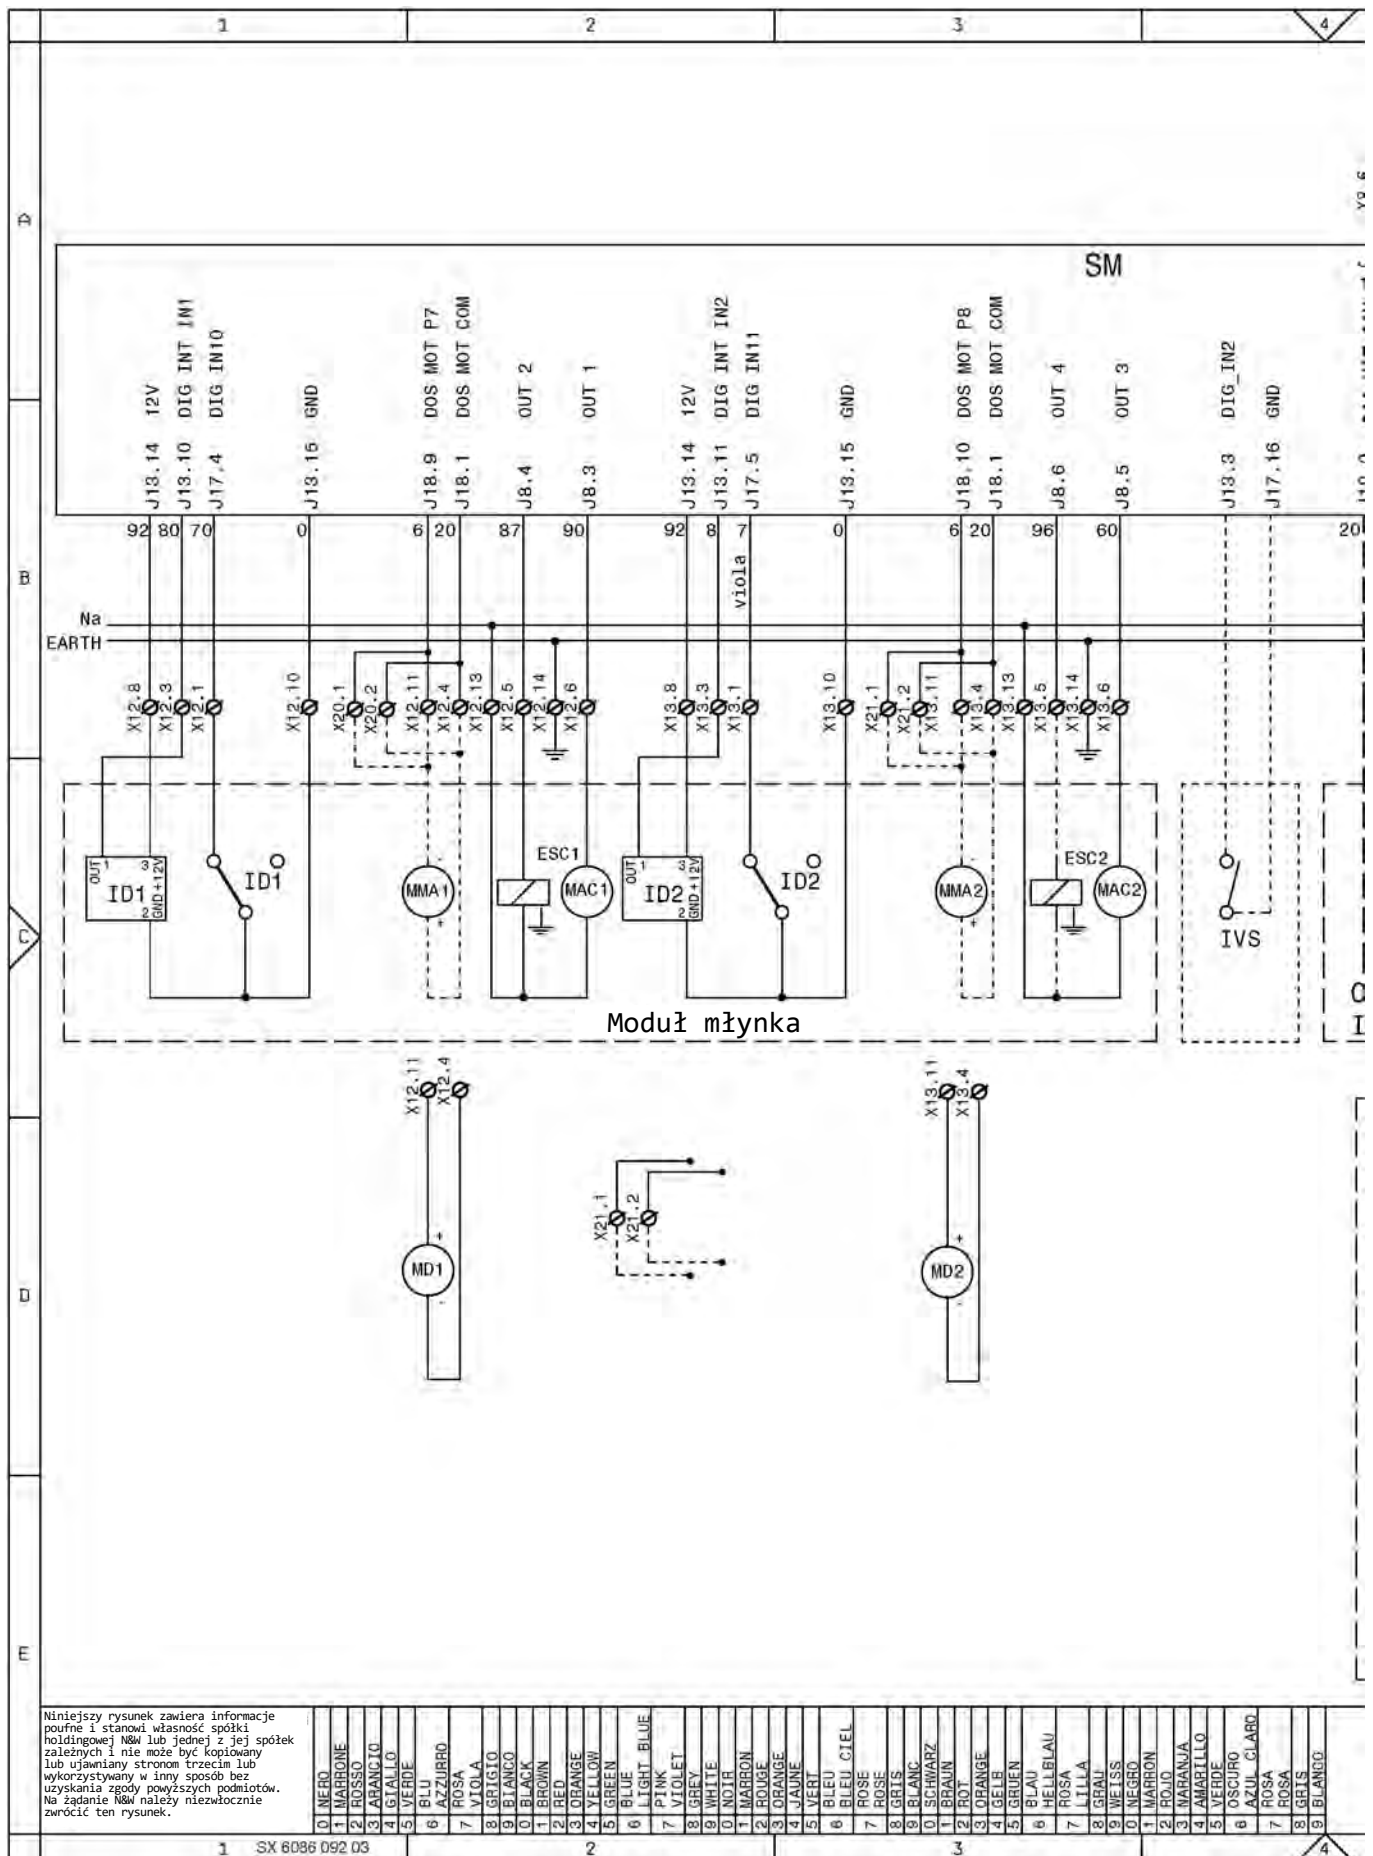 1 2 3 4
A
SM
J13.14 12V
J13.10 DIG INT IN1
J17.4 DIG IN10
J13.16 GND
J18.9 DOS MOT P7
J18.1 DOS MOT COM
J8.4 OUT 2
J8.3 OUT 1
J13.14 12V
J13.11 DIG INT IN2
J17.5 DIG IN11
J13.15 GND
J18.10 DOS MOT P8
J18.1 DOS MOT COM
J8.6 OUT 4
J8.5 OUT 3
J13.3 DIG_IN2
J17.16 GND
92 80 70 0 6 20 87 90 92 8 7 0 6 20 96 60 20
B
viola
Na
EARTH
X12.8
X12.3
X12.1
X12.10
X20.1
X20.2
X12.11
X12.4
X12.13
X12.5
X12.14
X12.6
X13.8
X13.3
X13.1
X13.10
X21.1
X21.2
X13.11
X13.4
X13.13
X13.5
X13.14
X13.6
C
OUT 1 3 +12V ID1 2 GND
ID1
MMA1 - +
ESC1
MAC1
OUT 1 3 +12V ID2 2 GND
ID2
MMA2 - +
ESC2
MAC2
IVS
Moduł młynka
X12.11
X12.4
X13.11
X13.4
X21.1
X21.2
MD1 + -
MD2 + -
D
E
Niniejszy rysunek zawiera informacje
poufne i stanowi własność spółki
holdingowej N&W lub jednej z jej spółek
zależnych i nie może być kopiowany
lub ujawniany stronom trzecim lub
wykorzystywany w inny sposób bez
uzyskania zgody powyższych podmiotów.
Na żądanie N&W należy niezwłocznie
zwrócić ten rysunek.
0 NERO
1 MARRONE
2 ROSSO
3 ARANCIO
4 GIALLO
5 VERDE
6 BLU
AZZURRO
7 ROSA
VIOLA
8 GRIGIO
9 BIANCO
0 BLACK
1 BROWN
2 RED
3 ORANGE
4 YELLOW
5 GREEN
6 BLUE
LIGHT BLUE
7 PINK
VIOLET
8 GREY
9 WHITE
0 NOIR
1 MARRON
2 ROUGE
3 ORANGE
4 JAUNE
5 VERT
6 BLEU
BLEU CIEL
7 ROSE
ROSE
8 GRIS
9 BLANC
0 SCHWARZ
1 BRAUN
2 ROT
3 ORANGE
4 GELB
5 GRUEN
6 BLAU
HELLBLAU
7 ROSA
LILLA
8 GRAU
9 WEISS
0 NEGRO
1 MARRON
2 ROJO
3 NARANJA
4 AMARILLO
5 VERDE
6 OSCURO
AZUL CLARO
7 ROSA
ROSA
8 GRIS
9 BLANCO
1 SX 6086 092 03 2 3 4